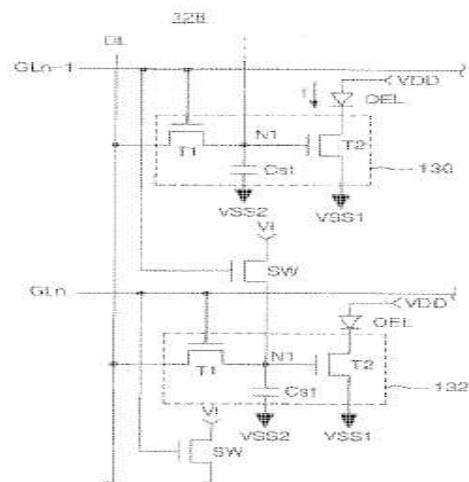 328
DL
GLn-1
VDD
I
OEL
N1
T1
T2
Cst
130
VSS2
VSS1
Vi
SW
GLn
VDD
OEL
N1
T1
T2
Cst
132
Vi
VSS2
VSS1
SW